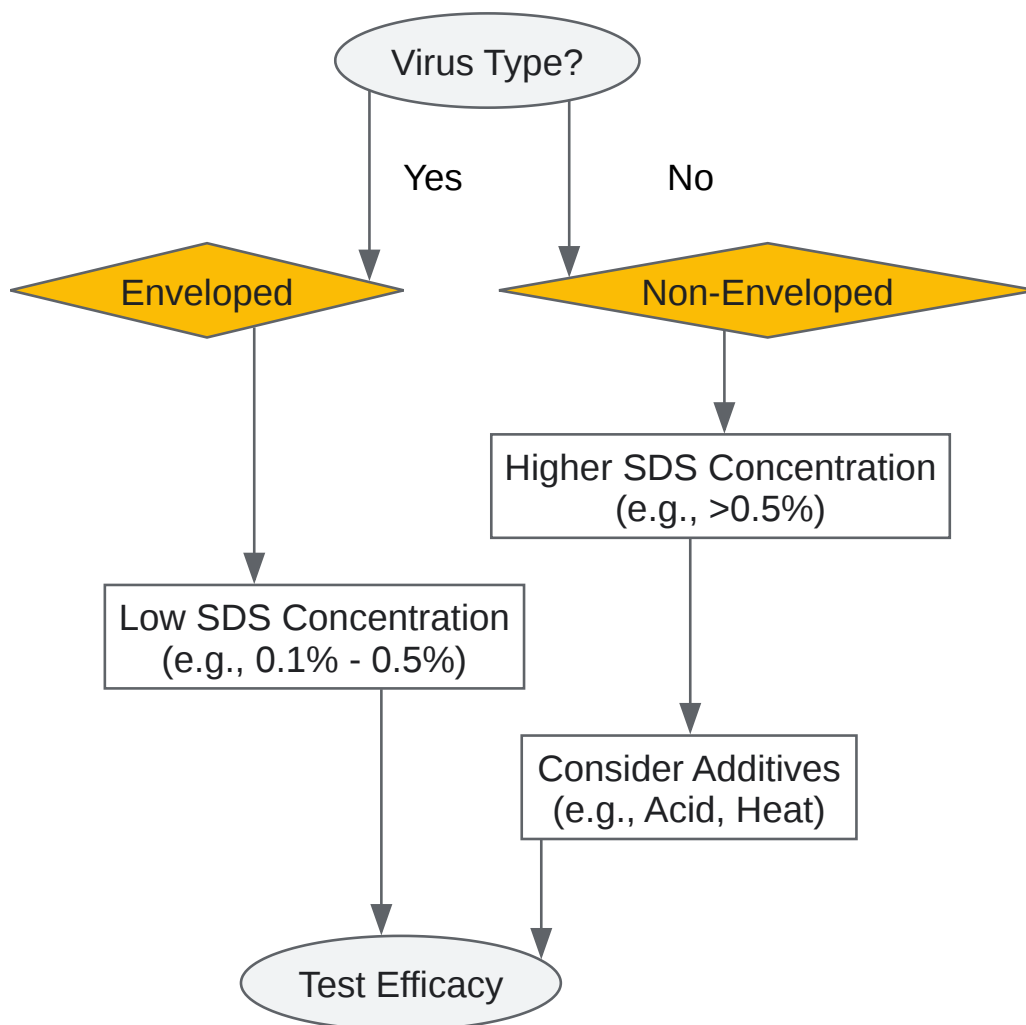 Virus Type?
Yes
No
Enveloped
Non-Enveloped
Higher SDS Concentration
(e.g., >0.5%)
Low SDS Concentration
(e.g., 0.1% - 0.5%)
Consider Additives
(e.g., Acid, Heat)
Test Efficacy